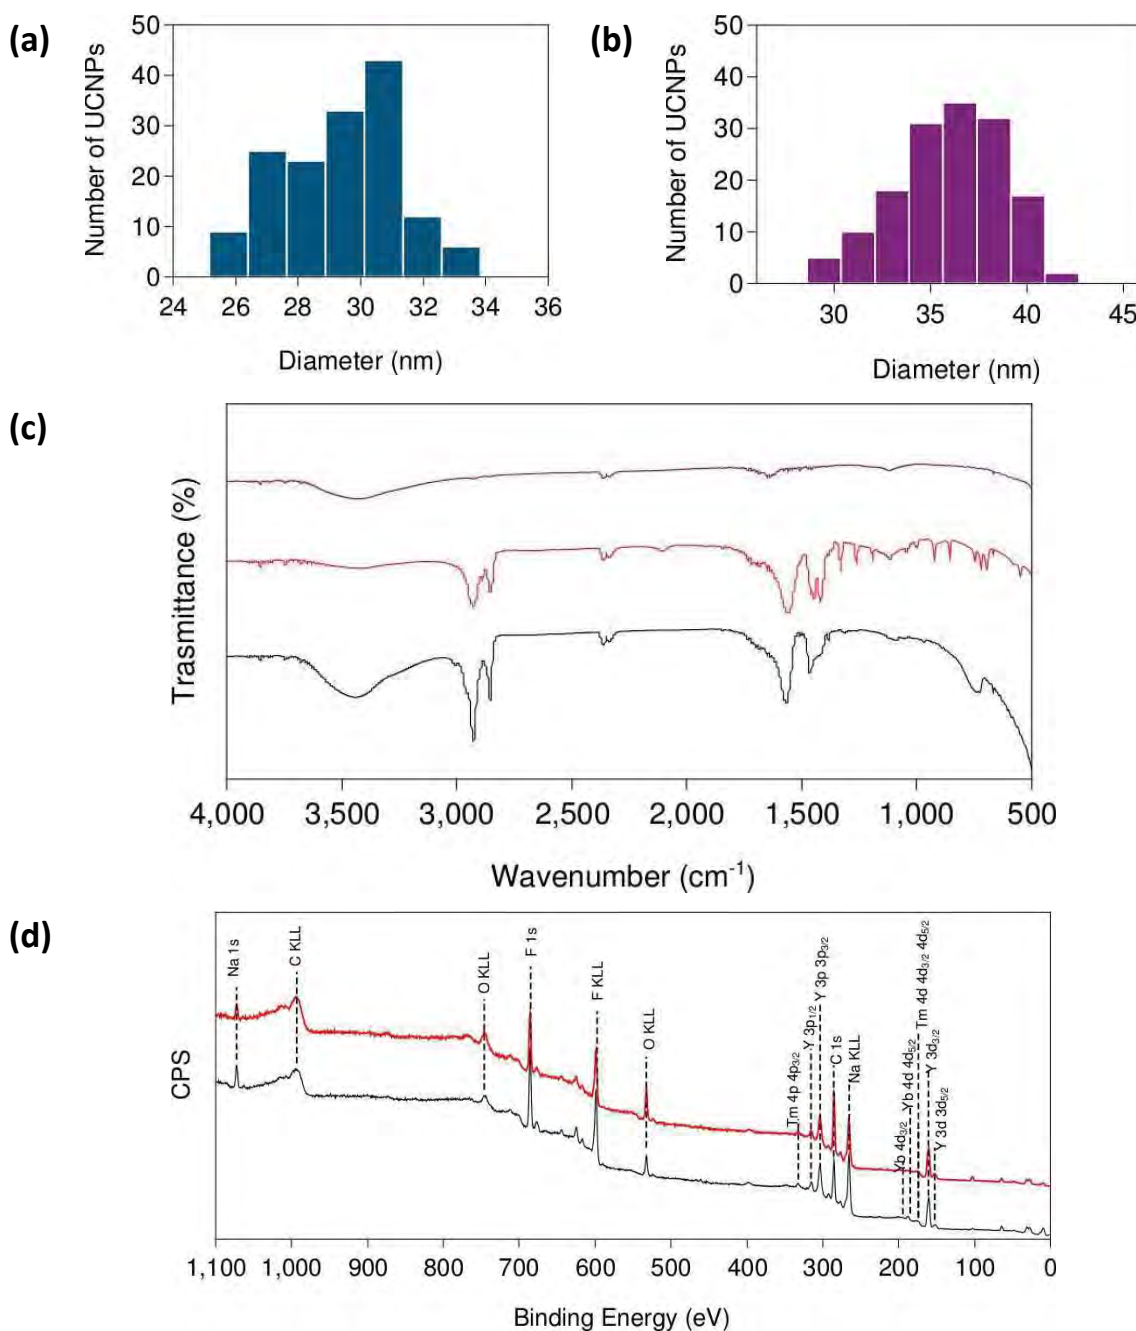 (a)
50
40
30
20
10
0
Number of UCNPs
24 26 28 30 32 34 36
Diameter (nm)
(b)
50
40
30
20
10
0
Number of UCNPs
30 35 40 45
Diameter (nm)
(c)
Trasmittance (%)
4,000 3,500 3,000 2,500 2,000 1,500 1,000 500
Wavenumber (cm⁻¹)
(d)
CPS
Na 1s
C KLL
O KLL
F 1s
F KLL
O KLL
Tm 4p 4p₃/₂
Y 3p₁/₂
Y 3p 3p₃/₂
C 1s
Na KLL
Yb 4d₃/₂
Yb 4d 4d₅/₂
Tm 4d 4d₃/₂ 4d₅/₂
Y 3d₃/₂
Y 3d 3d₅/₂
1,100 1,000 900 800 700 600 500 400 300 200 100 0
Binding Energy (eV)